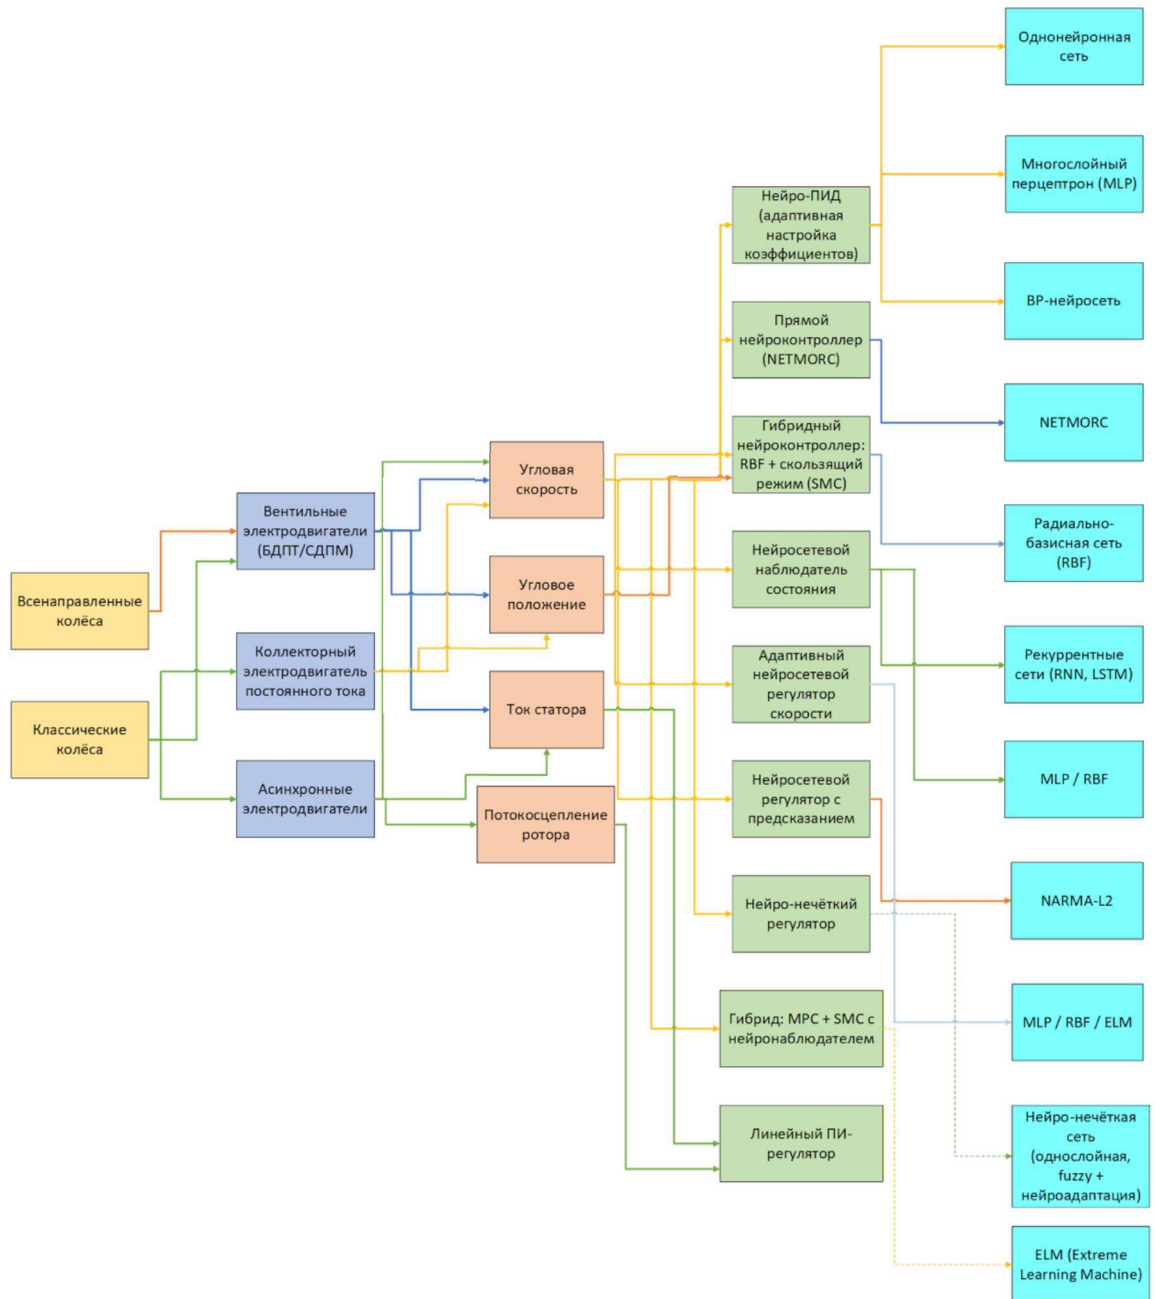 Всенаправленные
колёса
Классические
колёса
Вентильные
электродвигатели
(БДПТ/СДПМ)
Коллекторный
электродвигатель
постоянного тока
Асинхронные
электродвигатели
Угловая
скорость
Угловое
положение
Ток статора
Потокосцепление
ротора
Нейро-ПИД
(адаптивная
настройка
коэффициентов)
Прямой
нейроконтроллер
(NETMORC)
Гибридный
нейроконтроллер:
RBF + скользящий
режим (SMC)
Нейросетевой
наблюдатель
состояния
Адаптивный
нейросетевой
регулятор
скорости
Нейросетевой
регулятор с
предсказанием
Нейро-нечёткий
регулятор
Гибрид: MPC + SMC с
нейронаблюдателем
Линейный ПИ-
регулятор
Однонейронная
сеть
Многослойный
перцептрон (MLP)
BP-нейросеть
NETMORC
Радиально-
базисная сеть
(RBF)
Рекуррентные
сети (RNN, LSTM)
MLP / RBF
NARMA-L2
MLP / RBF / ELM
Нейро-нечёткая
сеть
(однослойная,
fuzzy +
нейроадаптация)
ELM (Extreme
Learning Machine)